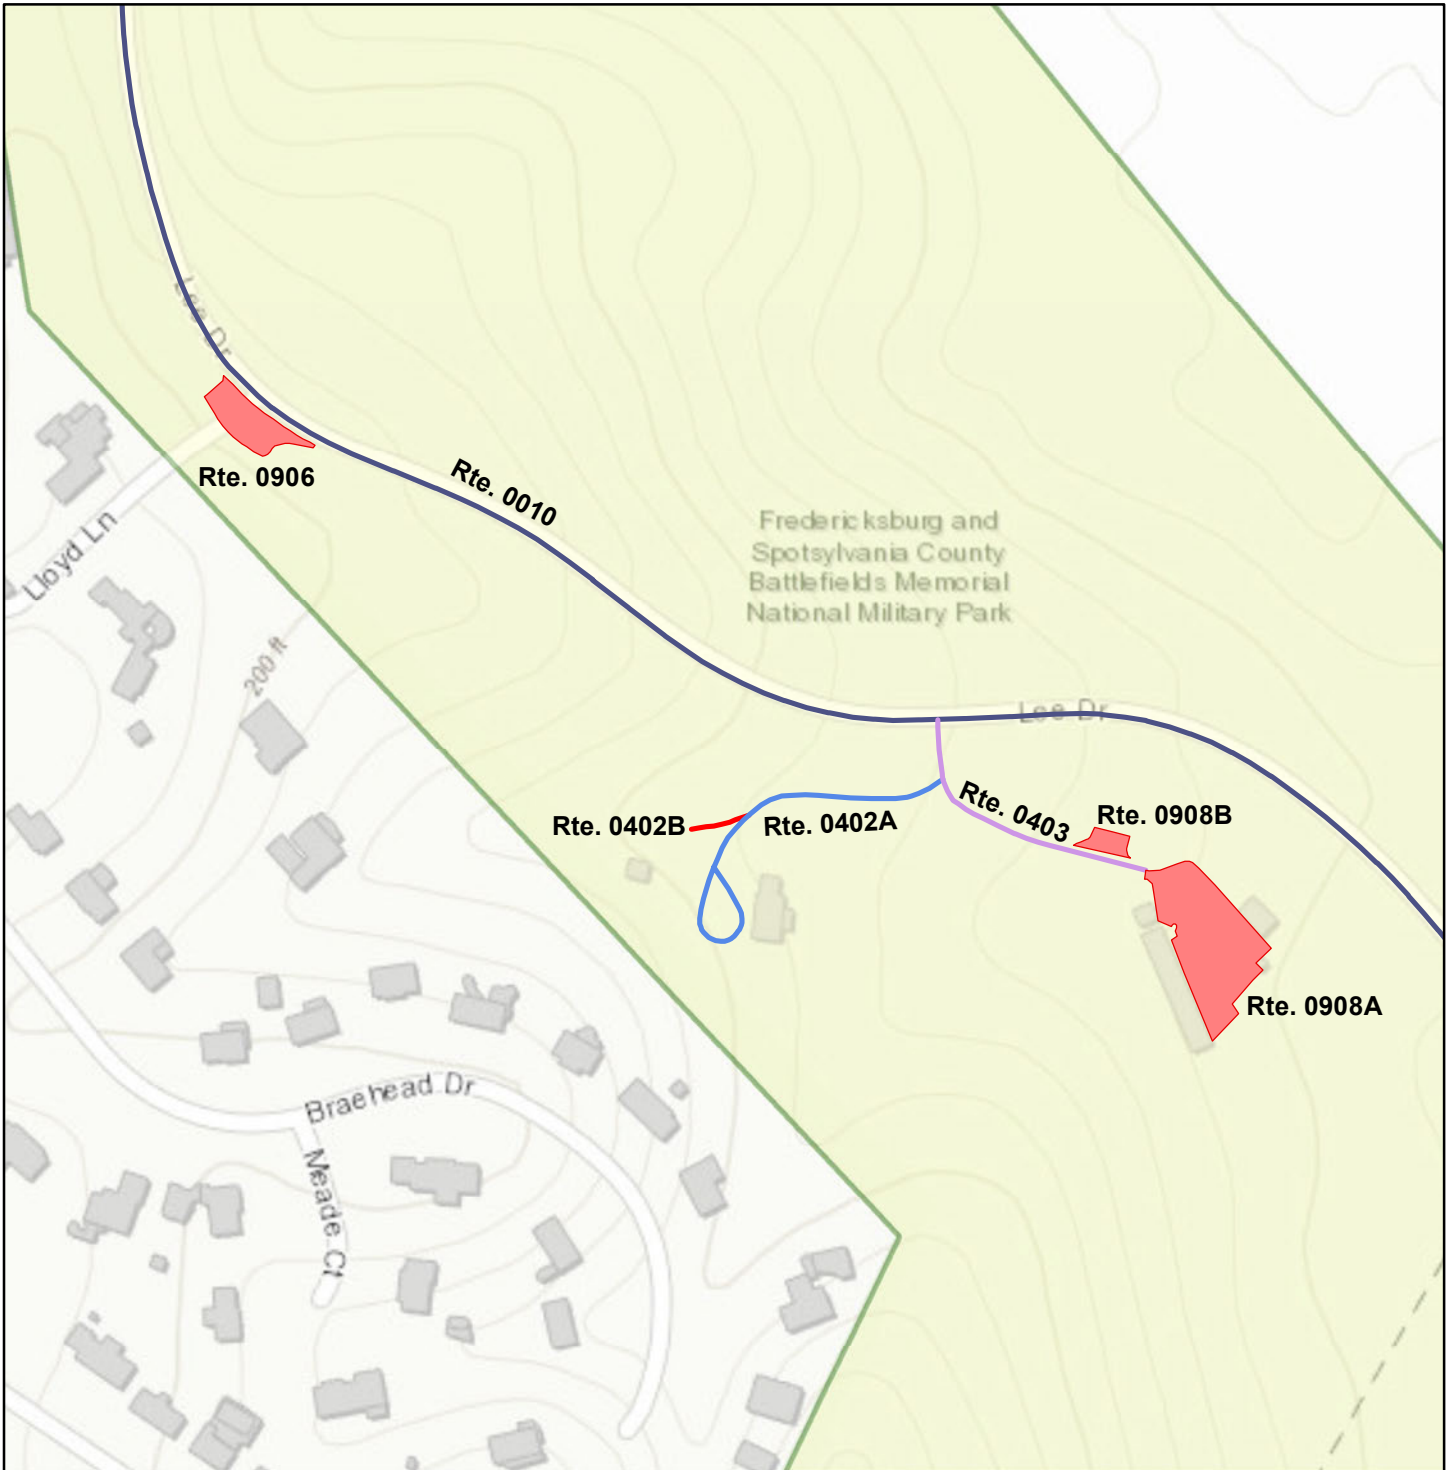 Lee Dr
Rte. 0906
Rte. 0010
Lloyd Ln
Fredericksburg and
Spotsylvania County
Battlefields Memorial
National Military Park
200 ft
Lee Dr
Rte. 0403
Rte. 0908B
Rte. 0402B
Rte. 0402A
Rte. 0908A
Braehead Dr
Meade Ct